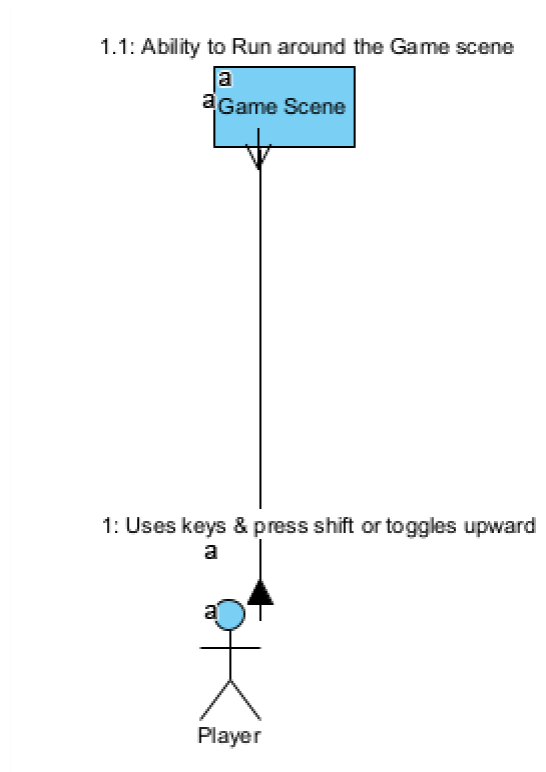 1.1: Ability to Run around the Game scene
a
a
Game Scene
1: Uses keys & press shift or toggles upward
a
a
Player